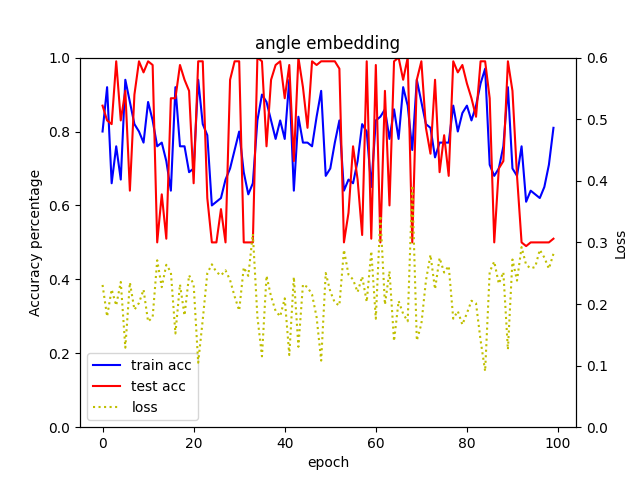 angle embedding
1.0
0.8
0.6
0.4
0.2
0.0
Accuracy percentage
0.6
0.5
0.4
0.3
0.2
0.1
0.0
Loss
train acc
test acc
loss
0 20 40 60 80 100
epoch